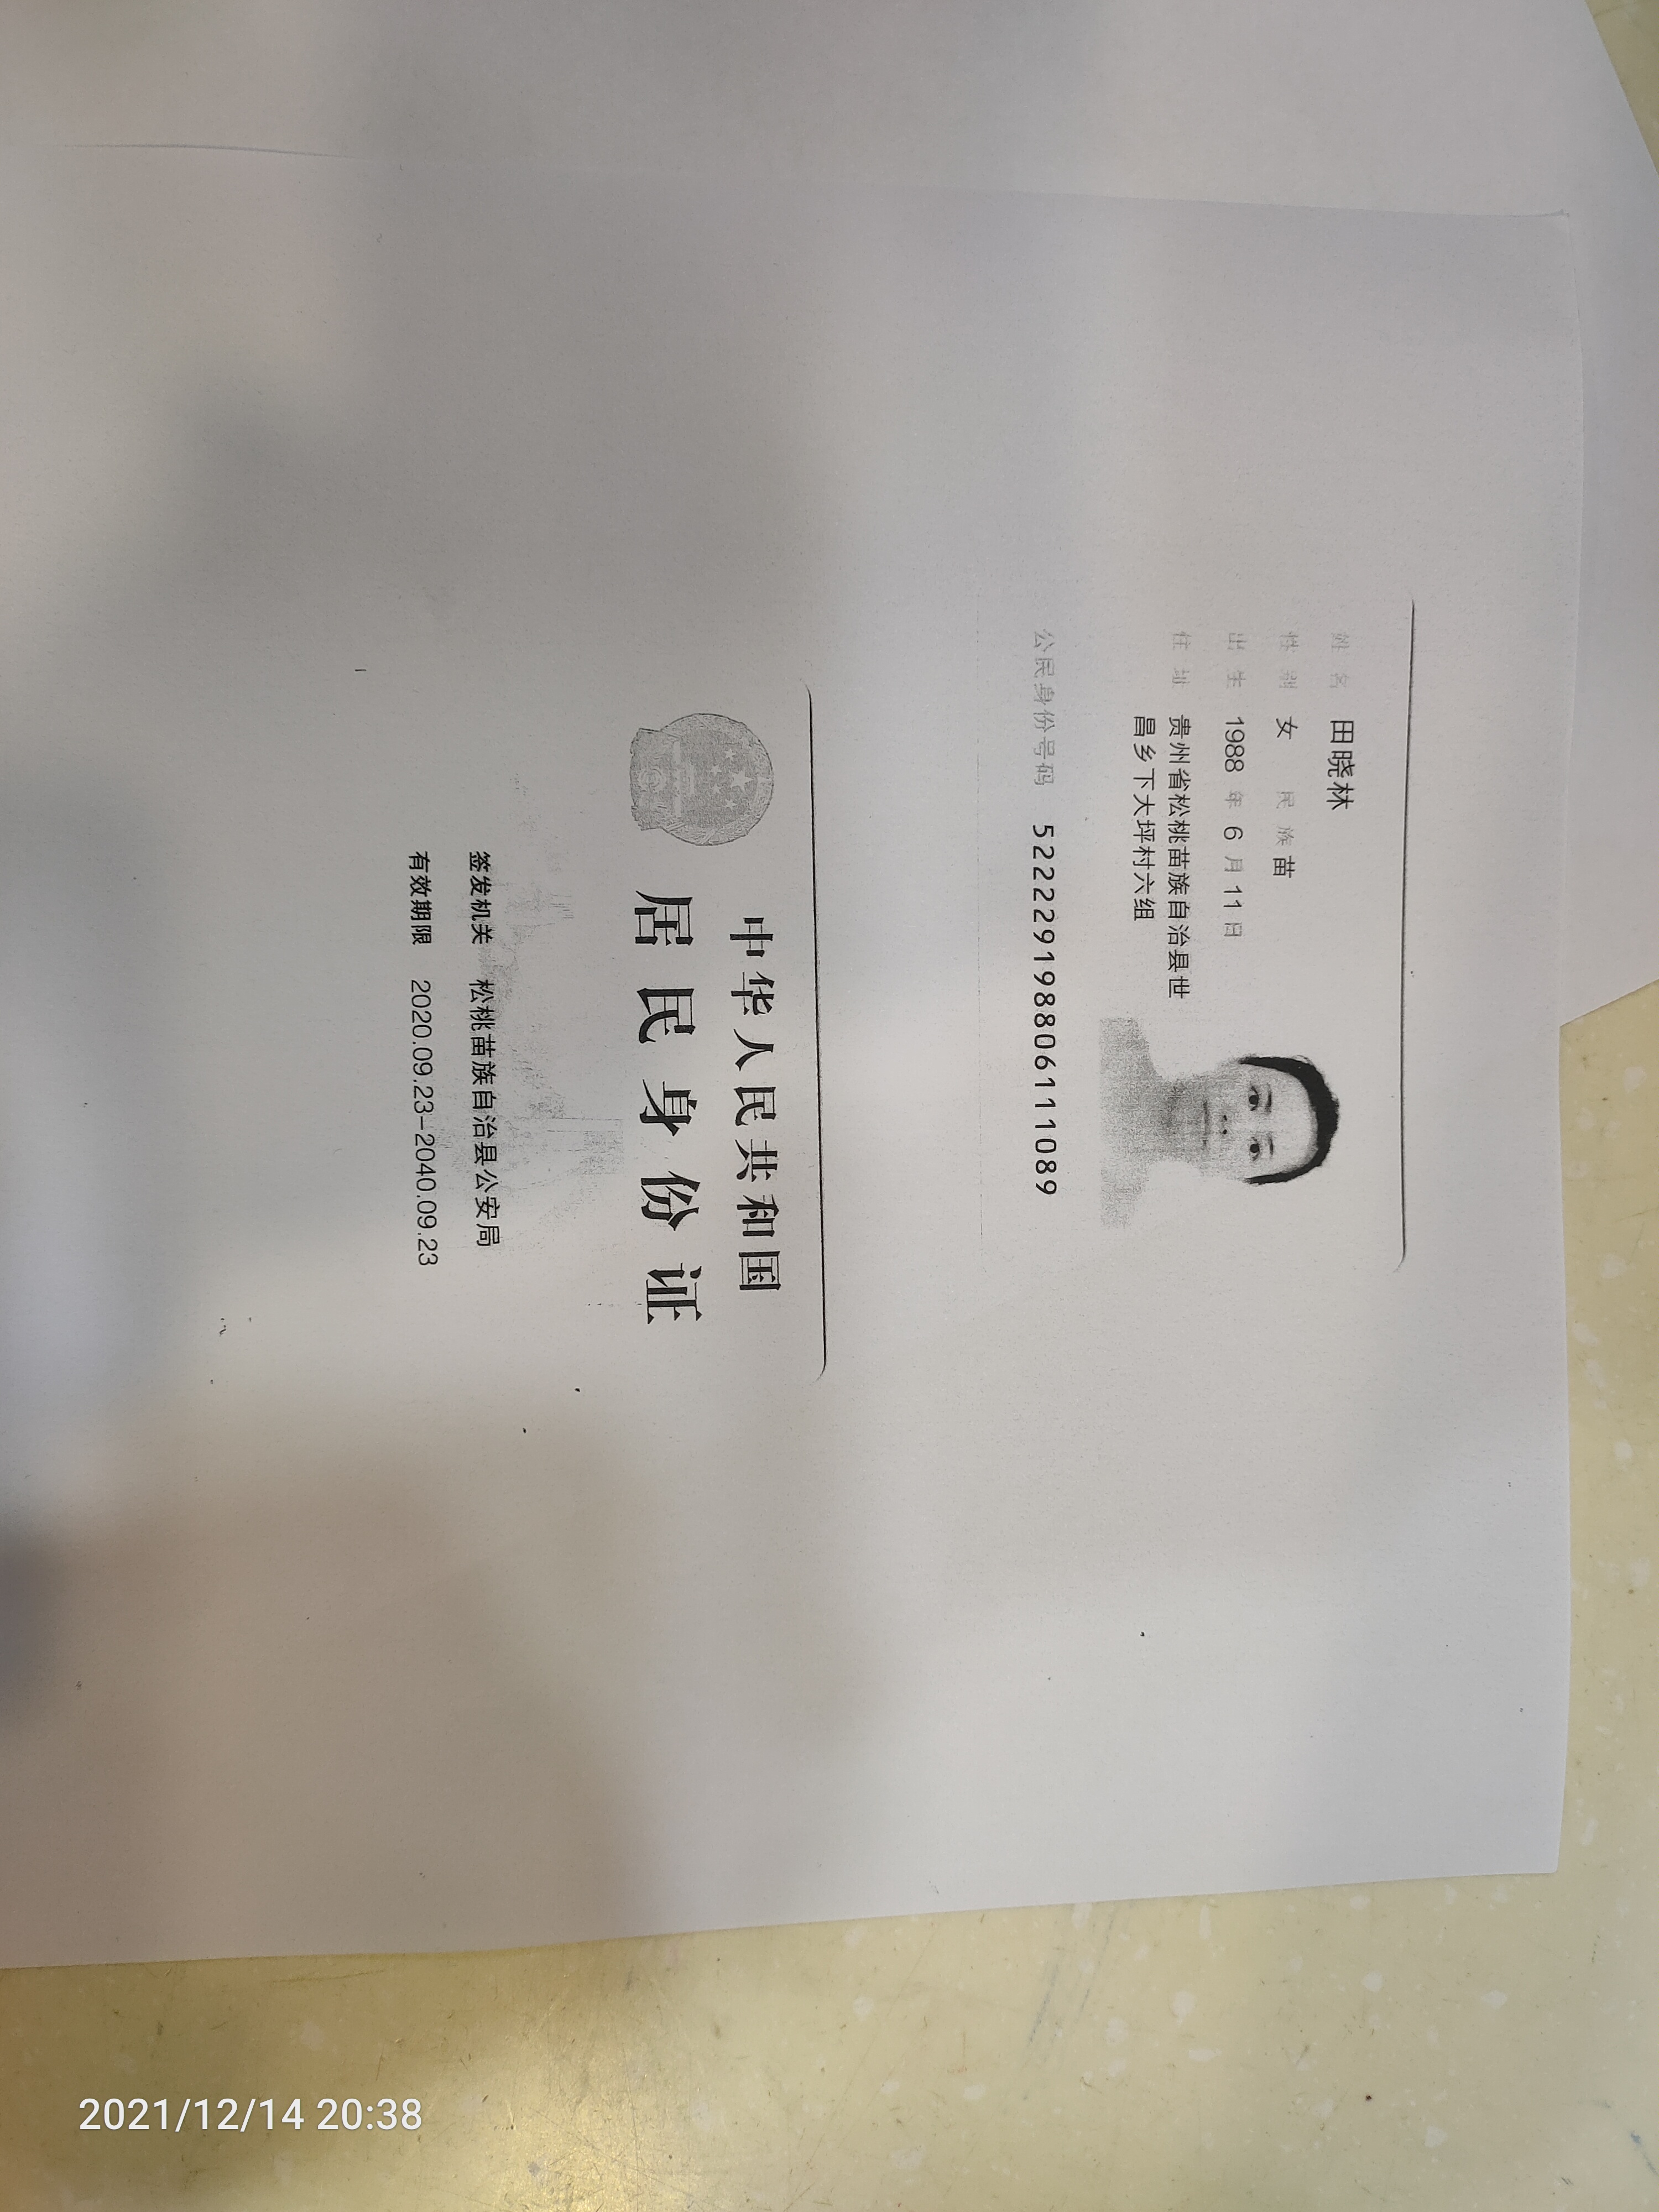 姓名 田晓林
性别 女 民族 苗
出生 1988 年 6 月 11 日
住址 贵州省松桃苗族自治县世
昌乡下大坪村六组
公民身份号码 522229198806111089
中华人民共和国
居民身份证
签发机关 松桃苗族自治县公安局
有效期限 2020.09.23-2040.09.23
2021/12/14 20:38